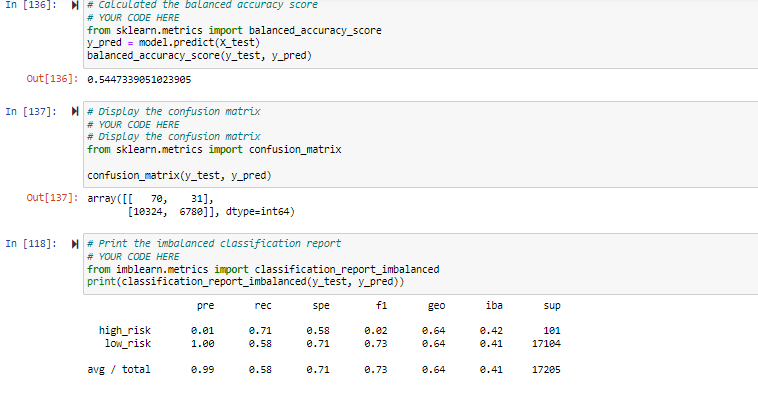 In [136]: # Calculated the balanced accuracy score
# YOUR CODE HERE
from sklearn.metrics import balanced_accuracy_score
y_pred = model.predict(X_test)
balanced_accuracy_score(y_test, y_pred)
Out[136]: 0.5447339051023905
In [137]: # Display the confusion matrix
# YOUR CODE HERE
# Display the confusion matrix
from sklearn.metrics import confusion_matrix
confusion_matrix(y_test, y_pred)
Out[137]: array([[   70,    31],
[10324,  6780]], dtype=int64)
In [118]: # Print the imbalanced classification report
# YOUR CODE HERE
from imblearn.metrics import classification_report_imbalanced
print(classification_report_imbalanced(y_test, y_pred))
pre rec spe f1 geo iba sup
high_risk 0.01 0.71 0.58 0.02 0.64 0.42 101
low_risk 1.00 0.58 0.71 0.73 0.64 0.41 17104
avg / total 0.99 0.58 0.71 0.73 0.64 0.41 17205